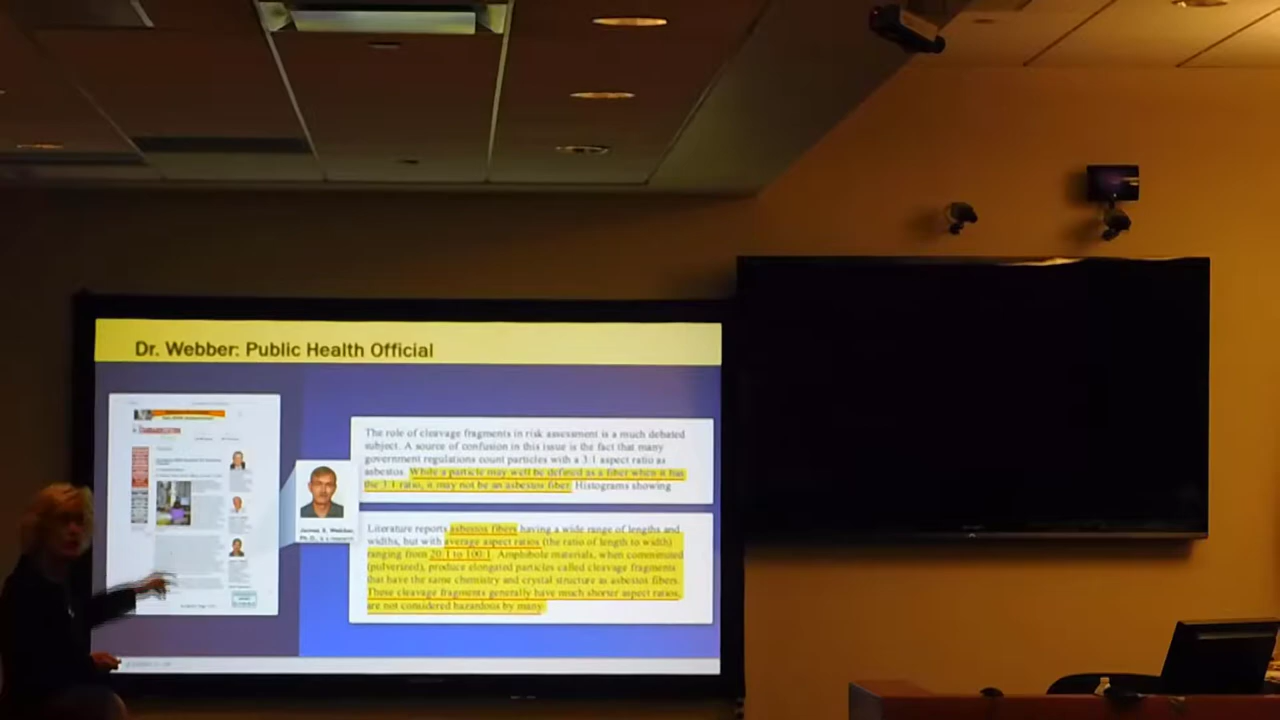 Dr. Webber: Public Health Official
The role of cleavage fragments in risk assessment is a much debated
subject. A source of confusion in this issue is the fact that many
government regulations count particles with a 3:1 aspect ratio as
asbestos. While a particle may well be defined as a fiber when it has
the 3:1 ratio, it may not be an asbestos fiber. Histograms showing
James S. Webber,
Ph.D., is a research
Literature reports asbestos fibers having a wide range of lengths and
widths, but with average aspect ratios (the ratio of length to width)
ranging from 20:1 to 100:1. Amphibole materials, when comminuted
(pulverized), produce elongated particles called cleavage fragments
that have the same chemistry and crystal structure as asbestos fibers.
These cleavage fragments generally have much shorter aspect ratios,
are not considered hazardous by many